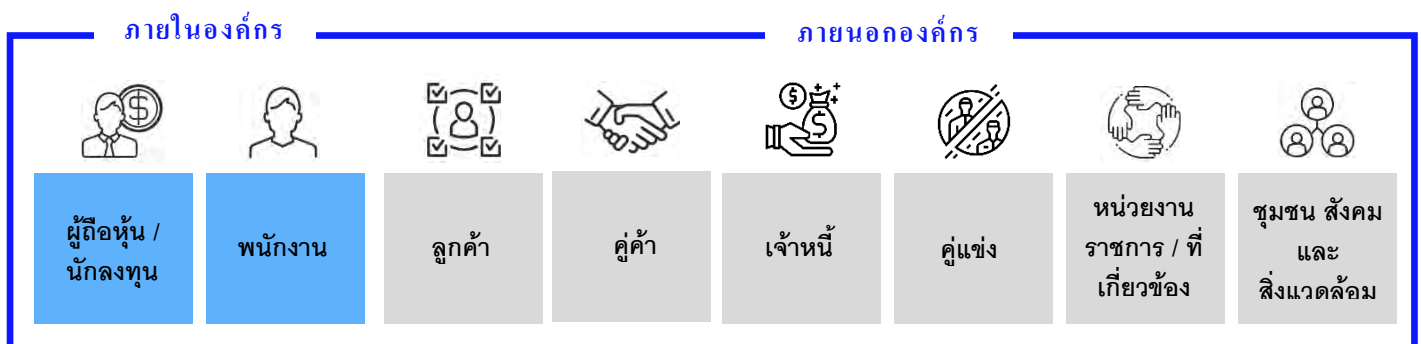 ภายในองค์กร
ภายนอกองค์กร
ผู้ถือหุ้น /
นักลงทุน
พนักงาน
ลูกค้า
คู่ค้า
เจ้าหนี้
คู่แข่ง
หน่วยงาน
ราชการ / ที่
เกี่ยวข้อง
ชุมชน สังคม
และ
สิ่งแวดล้อม